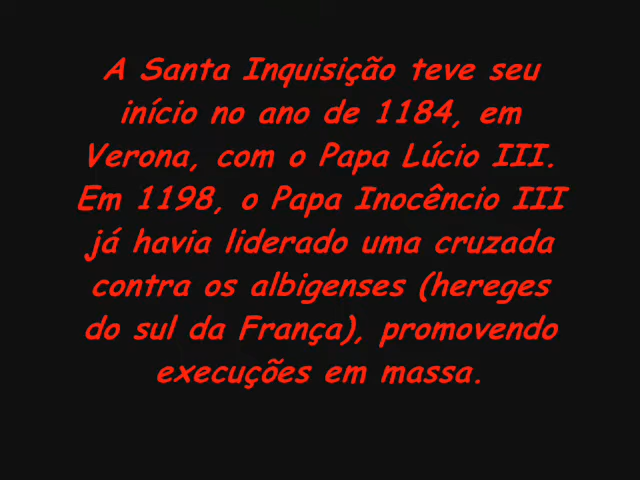 A Santa Inquisição teve seu
início no ano de 1184, em
Verona, com o Papa Lúcio III.
Em 1198, o Papa Inocêncio III
já havia liderado uma cruzada
contra os albigenses (hereges
do sul da França), promovendo
execuções em massa.